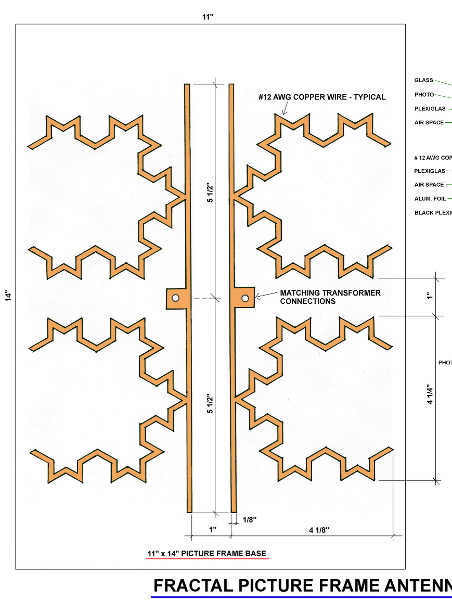 11"
#12 AWG COPPER WIRE - TYPICAL
GLASS
PHOTO
PLEXIGLAS
AIR SPACE
# 12 AWG COP
PLEXIGLAS
AIR SPACE
ALUM. FOIL
BLACK PLEXI
5 1/2"
14"
MATCHING TRANSFORMER
CONNECTIONS
1"
PHOT
4 1/4"
5 1/2"
1/8"
1"
4 1/8"
11" x 14" PICTURE FRAME BASE
FRACTAL PICTURE FRAME ANTENN